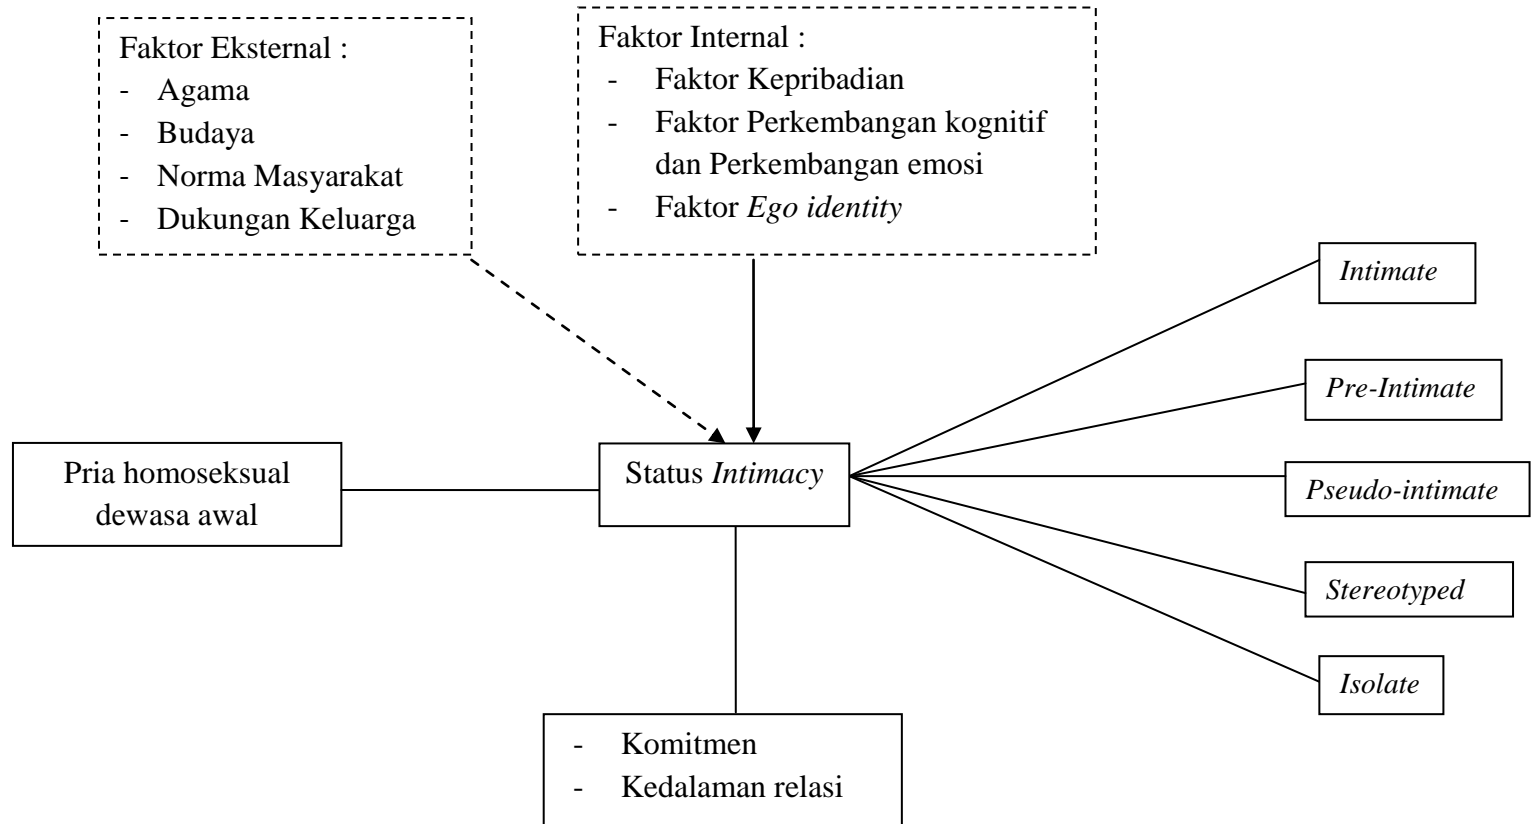 Faktor Eksternal :
- Agama
- Budaya
- Norma Masyarakat
- Dukungan Keluarga
Faktor Internal :
- Faktor Kepribadian
- Faktor Perkembangan kognitif
dan Perkembangan emosi
- Faktor Ego identity
Intimate
Pre-Intimate
Pria homoseksual
dewasa awal
Status Intimacy
Pseudo-intimate
Stereotyped
Isolate
- Komitmen
- Kedalaman relasi